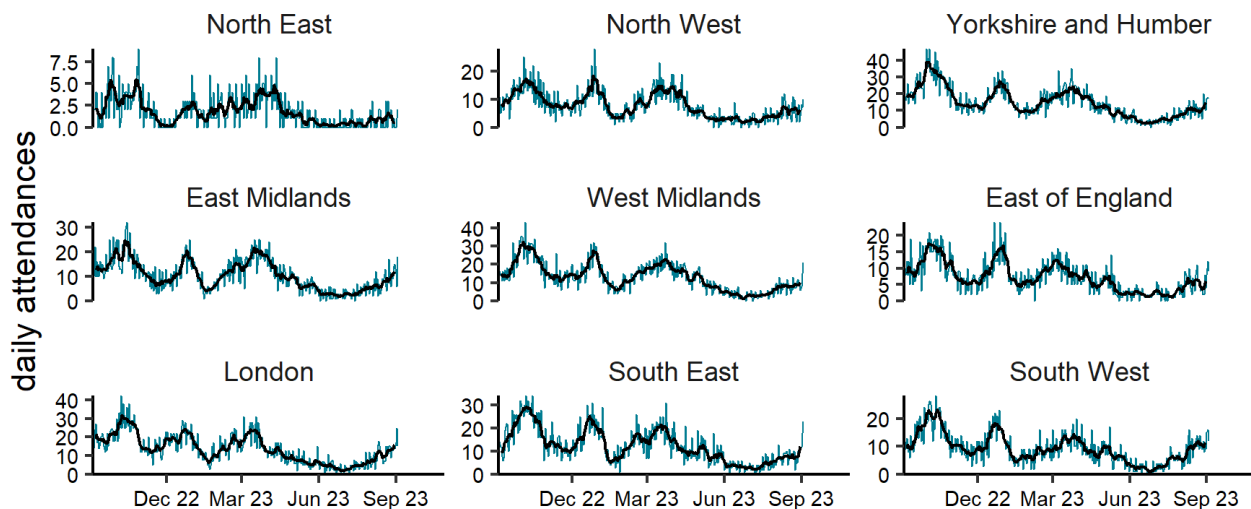 North East
North West
Yorkshire and Humber
7.5
5.0
2.5
0.0
20
10
0
40
30
20
10
0
daily attendances
East Midlands
West Midlands
East of England
30
20
10
0
40
30
20
10
0
20
15
10
5
0
London
South East
South West
40
30
20
10
0
30
20
10
0
20
10
0
Dec 22 Mar 23 Jun 23 Sep 23
Dec 22 Mar 23 Jun 23 Sep 23
Dec 22 Mar 23 Jun 23 Sep 23